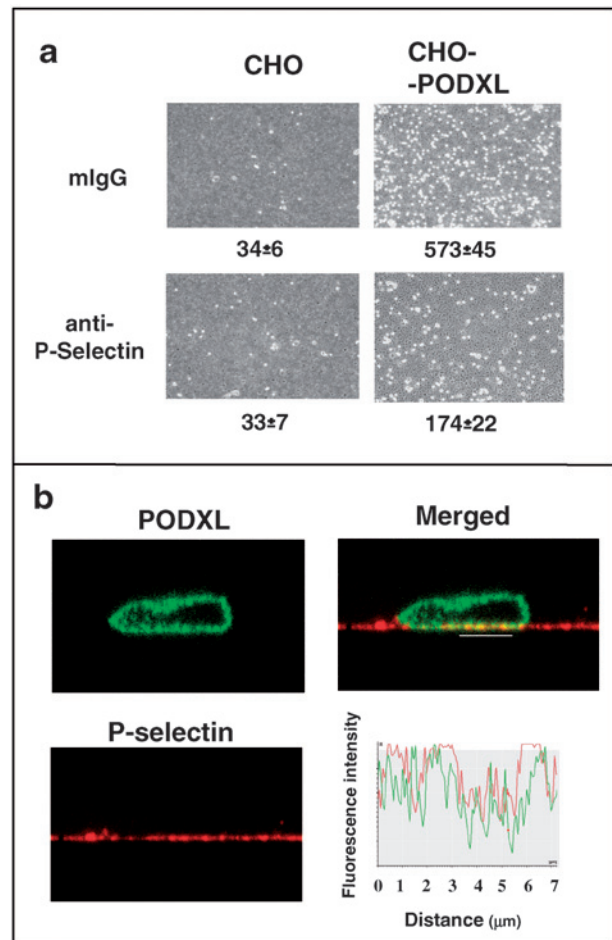 a
CHO
CHO-
-PODXL
mIgG
34±6
573±45
anti-
P-Selectin
33±7
174±22
b
PODXL
Merged
P-selectin
Fluorescence intensity
0 1 2 3 4 5 6 7
Distance (μm)